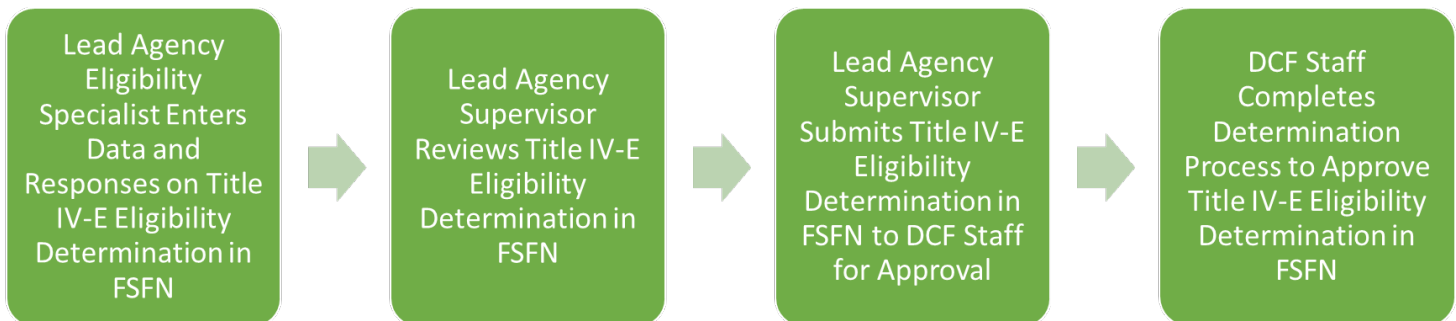 Lead Agency
Eligibility
Specialist Enters
Data and
Responses on Title
IV-E Eligibility
Determination in
FSFN
Lead Agency
Supervisor
Reviews Title IV-E
Eligibility
Determination in
FSFN
Lead Agency
Supervisor
Submits Title IV-E
Eligibility
Determination in
FSFN to DCF Staff
for Approval
DCF Staff
Completes
Determination
Process to Approve
Title IV-E Eligibility
Determination in
FSFN